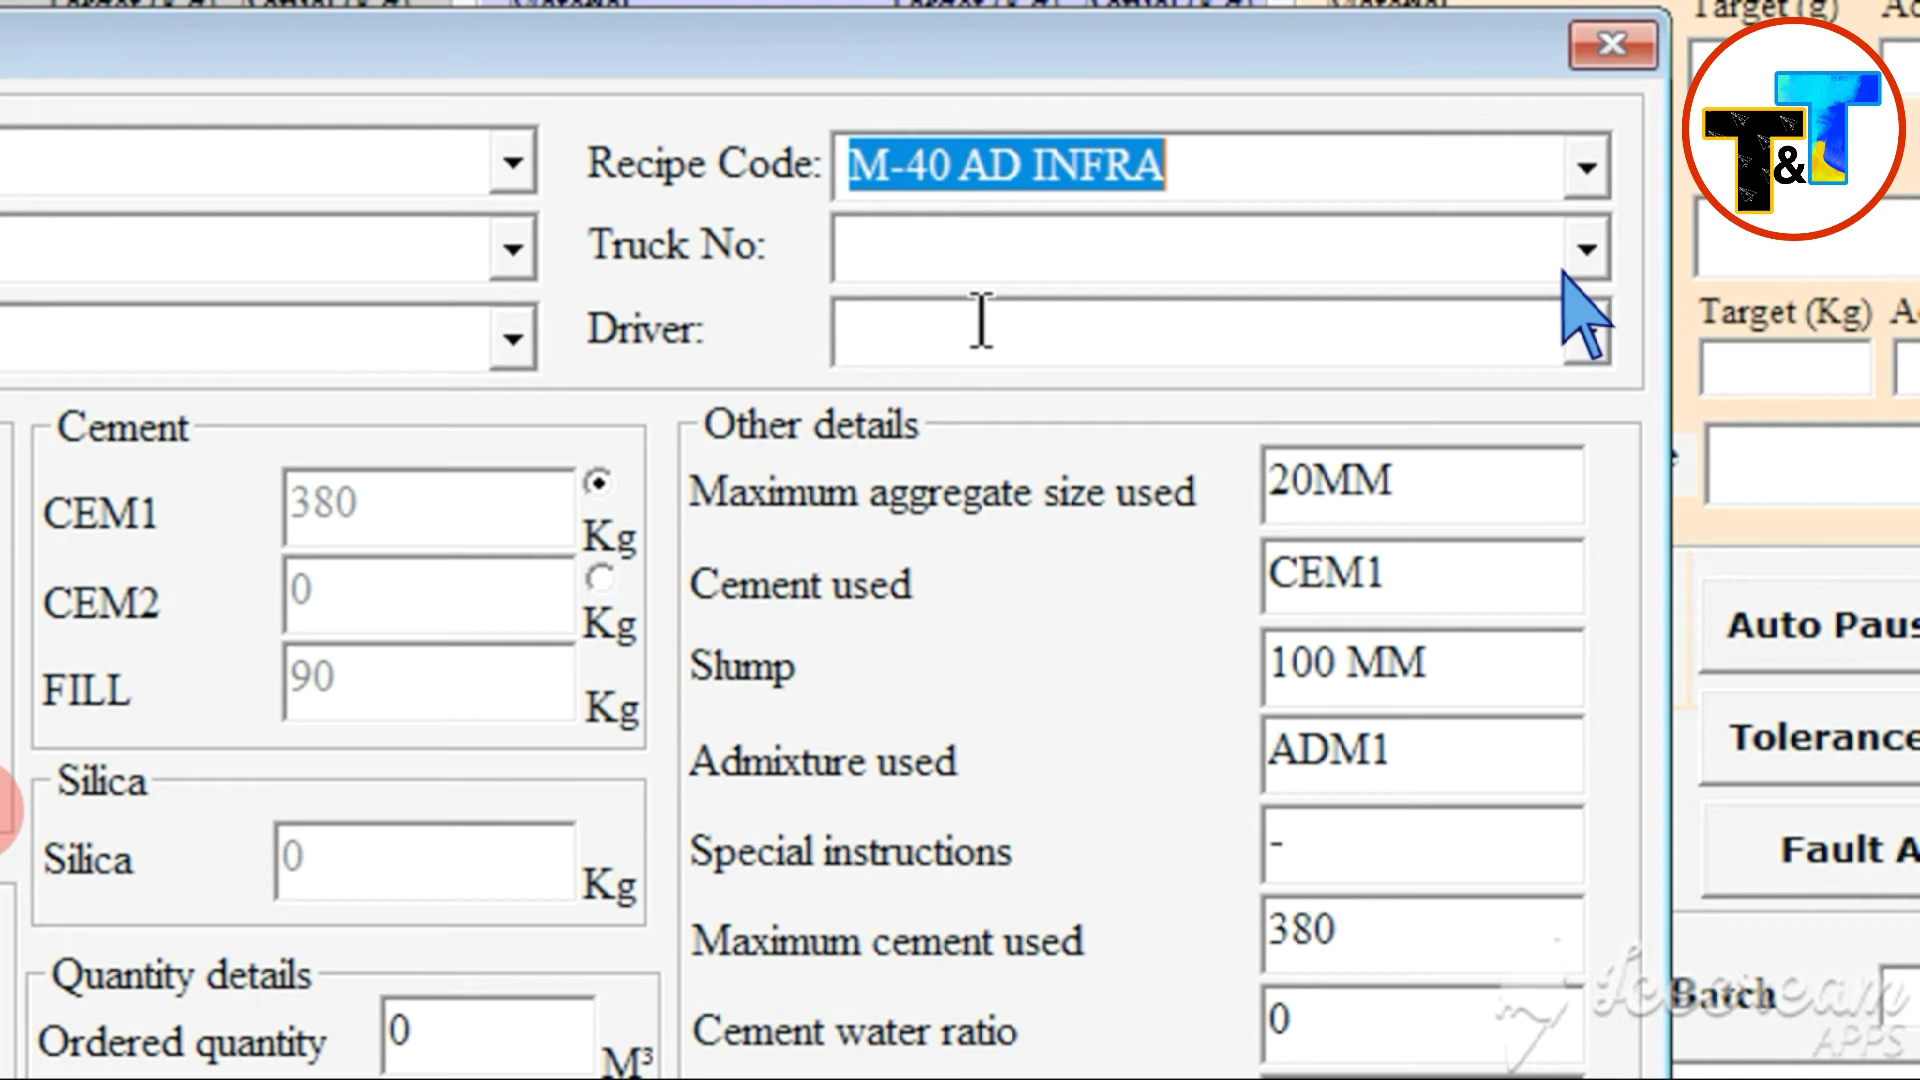 Target (g)
T&T
Recipe Code: M-40 AD INFRA
Truck No:
Driver:
Target (Kg)
Cement
CEM1 380 Kg
CEM2 0 Kg
FILL 90 Kg
Silica
Silica 0 Kg
Quantity details
Ordered quantity 0 M³
Other details
Maximum aggregate size used 20MM
Cement used CEM1
Slump 100 MM
Admixture used ADM1
Special instructions -
Maximum cement used 380
Cement water ratio 0
Auto Paus
Tolerance
Fault A
Batch
Icecream
APPS